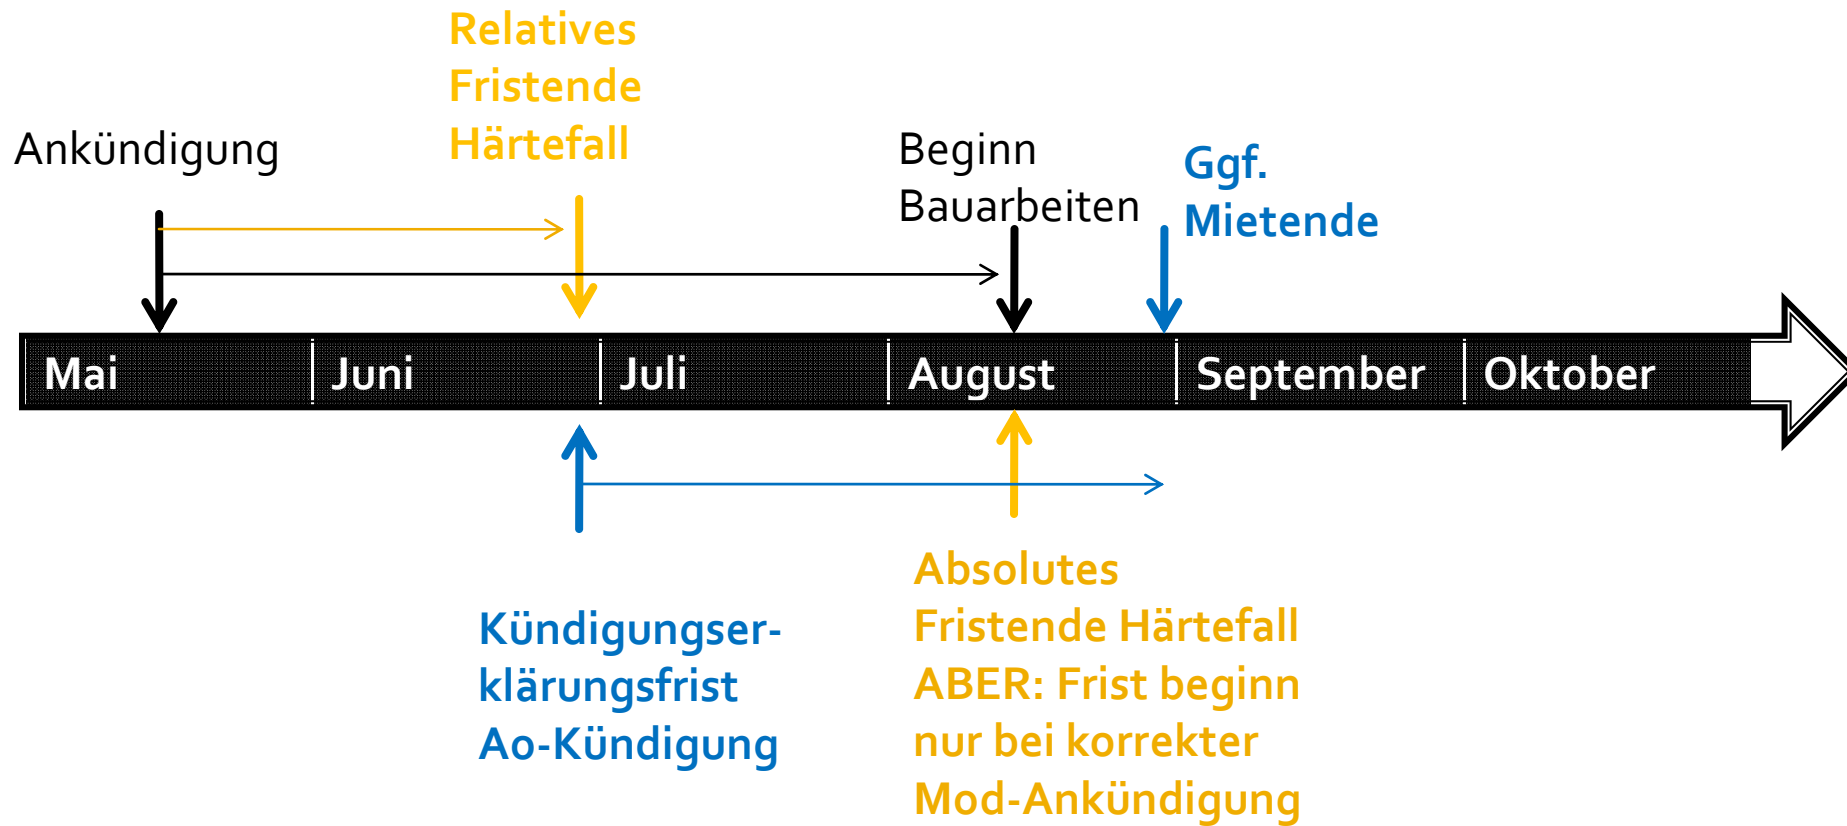 Relatives
Fristende
Härtefall
Ankündigung
Beginn
Bauarbeiten
Ggf.
Mietende
Mai
Juni
Juli
August
September
Oktober
Kündigungser-
klärungsfrist
Ao-Kündigung
Absolutes
Fristende Härtefall
ABER: Frist beginn
nur bei korrekter
Mod-Ankündigung